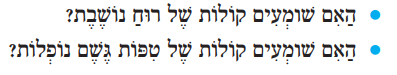 ● הַאִם שׁוֹמְעִים קוֹלוֹת שֶׁל רוּחַ נוֹשֶׁבֶת?
● הַאִם שׁוֹמְעִים קוֹלוֹת שֶׁל טִפּוֹת גֶּשֶׁם נוֹפְלוֹת?